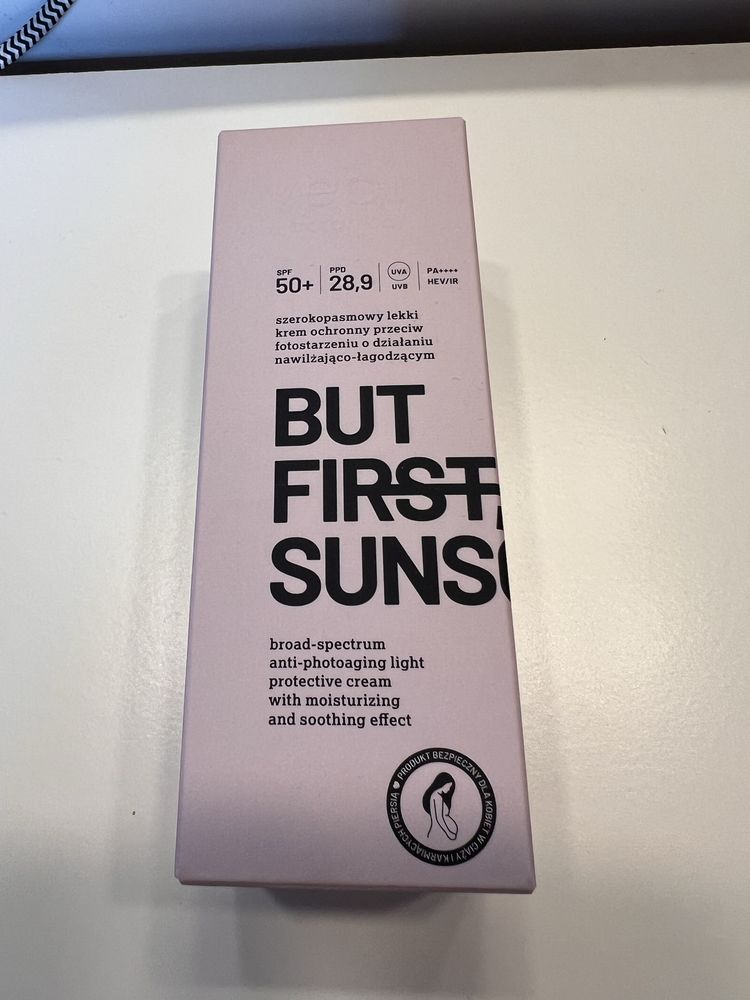 SPF
50+
PPD
28,9
UVA
UVB
PA++++
HEV/IR
szerokopasmowy lekki
krem ochronny przeciw
fotostarzeniu o działaniu
nawilżająco-łagodzącym
BUT
FIRST,
SUNSC
broad-spectrum
anti-photoaging light
protective cream
with moisturizing
and soothing effect
PRODUKT BEZPIECZNY DLA KOBIET W CIĄŻY I KARMIĄCYCH PIERSIĄ